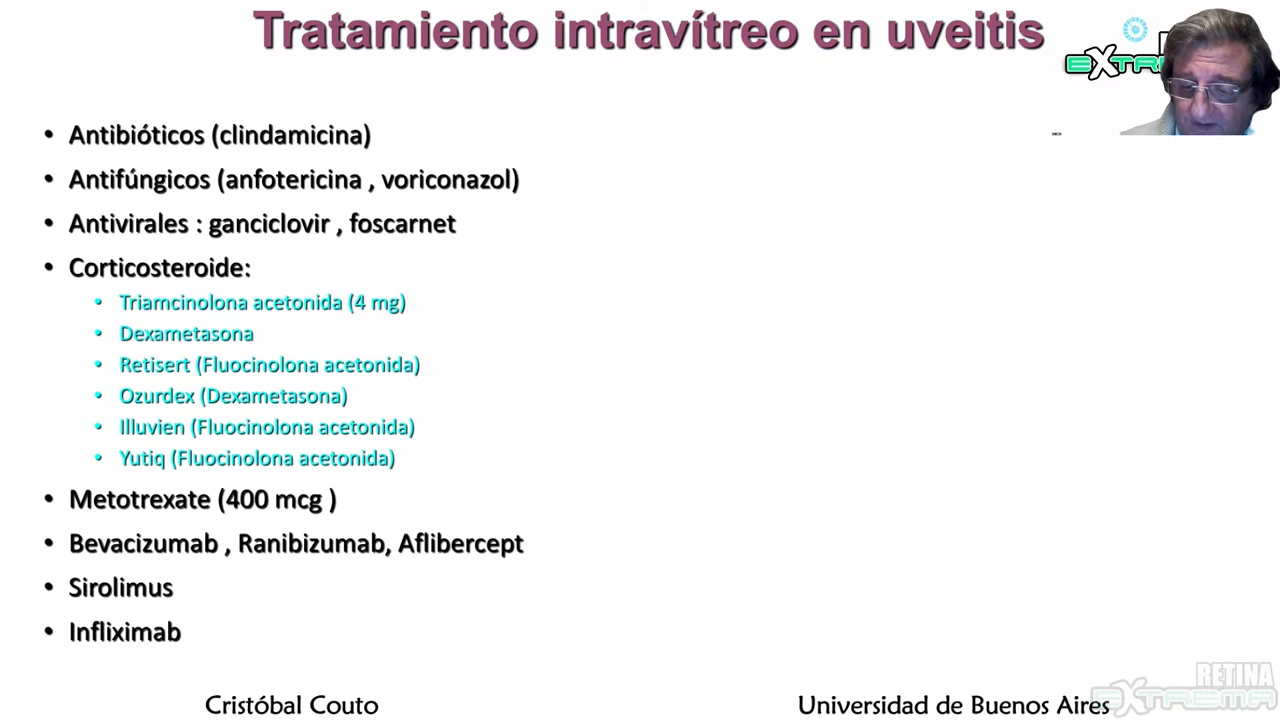 Tratamiento intravítreo en uveitis
• Antibióticos (clindamicina)
• Antifúngicos (anfotericina , voriconazol)
• Antivirales : ganciclovir , foscarnet
• Corticosteroide:
• Triamcinolona acetonida (4 mg)
• Dexametasona
• Retisert (Fluocinolona acetonida)
• Ozurdex (Dexametasona)
• Illuvien (Fluocinolona acetonida)
• Yutiq (Fluocinolona acetonida)
• Metotrexate (400 mcg )
• Bevacizumab , Ranibizumab, Aflibercept
• Sirolimus
• Infliximab
Cristóbal Couto
Universidad de Buenos Aires
RETINA
EXTREMA